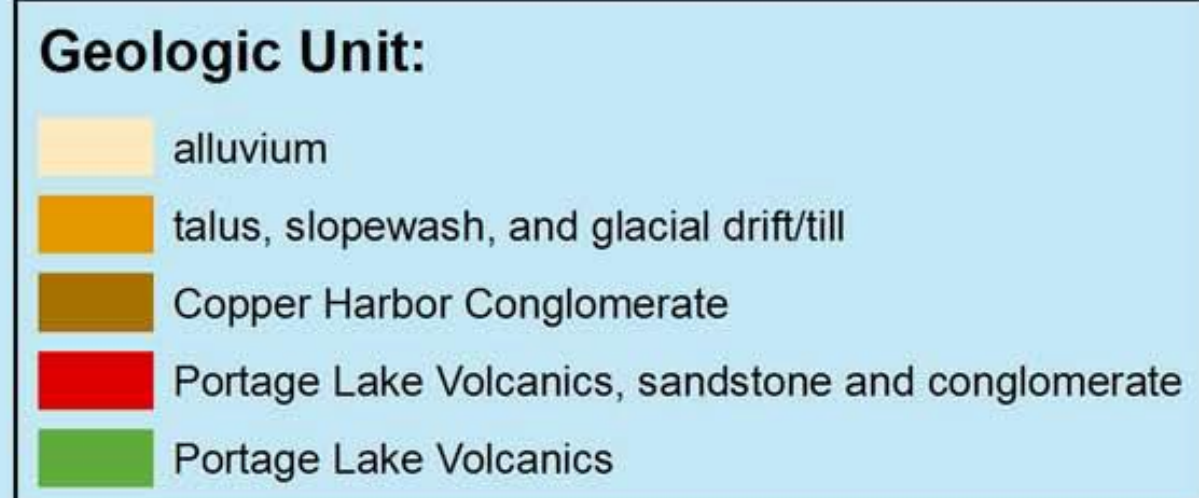 Geologic Unit:
alluvium
talus, slopewash, and glacial drift/till
Copper Harbor Conglomerate
Portage Lake Volcanics, sandstone and conglomerate
Portage Lake Volcanics